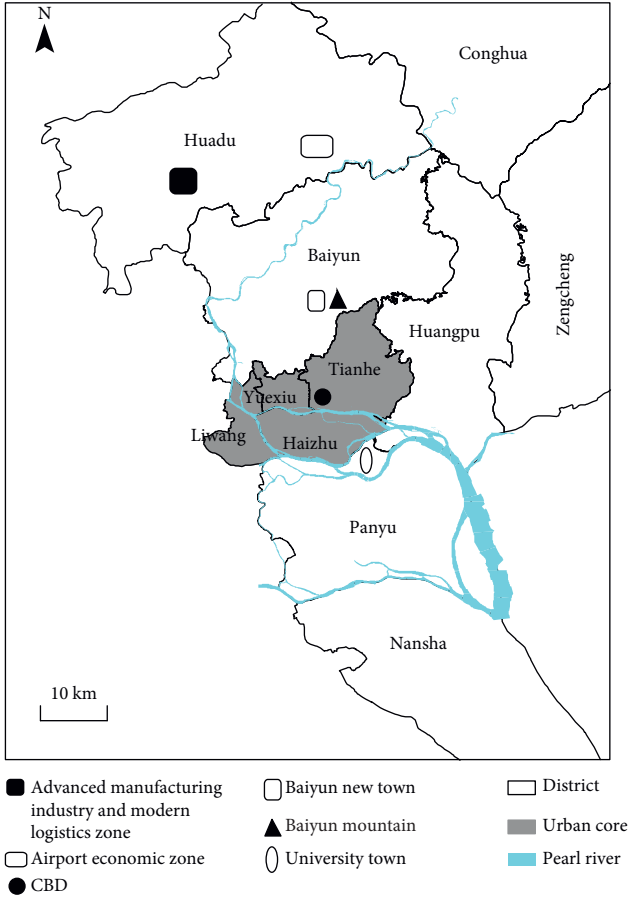 N
Conghua
Huadu
Baiyun
Zengcheng
Huangpu
Tianhe
Yuexiu
Liwang
Haizhu
Panyu
Nansha
10 km
Advanced manufacturing
industry and modern
logistics zone
Airport economic zone
CBD
Baiyun new town
Baiyun mountain
University town
District
Urban core
Pearl river